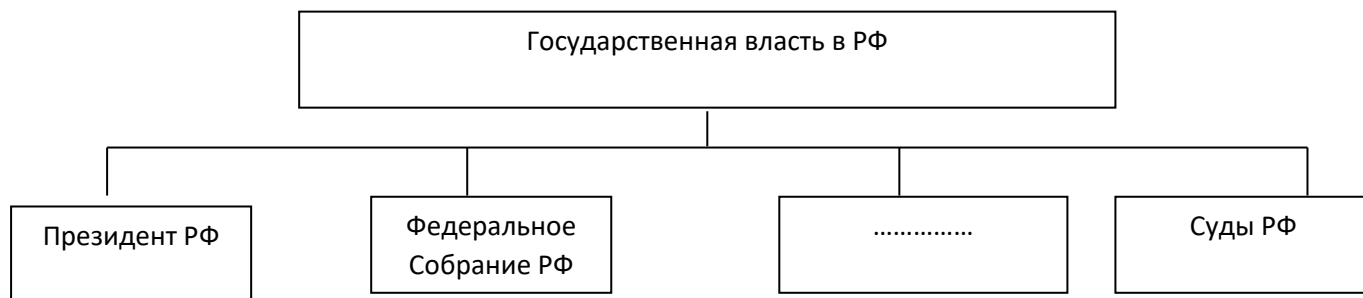 Государственная власть в РФ
Президент РФ
Федеральное
Собрание РФ
……………
Суды РФ